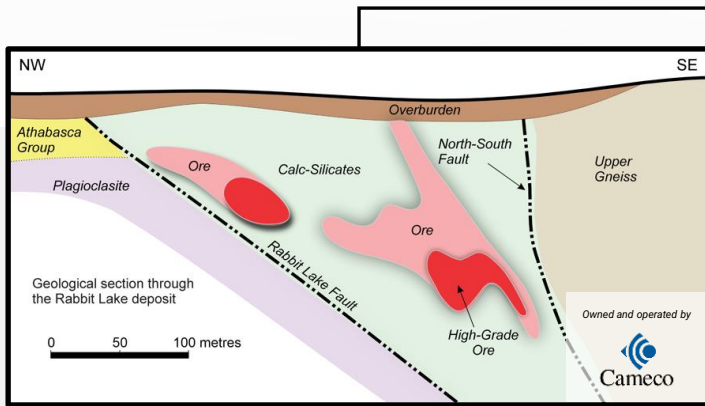 NW
SE
Overburden
Athabasca
Group
North-South
Fault
Ore
Calc-Silicates
Upper
Gneiss
Plagioclasite
Ore
Rabbit Lake Fault
Geological section through
the Rabbit Lake deposit
0 50 100 metres
High-Grade
Ore
Owned and operated by
Cameco